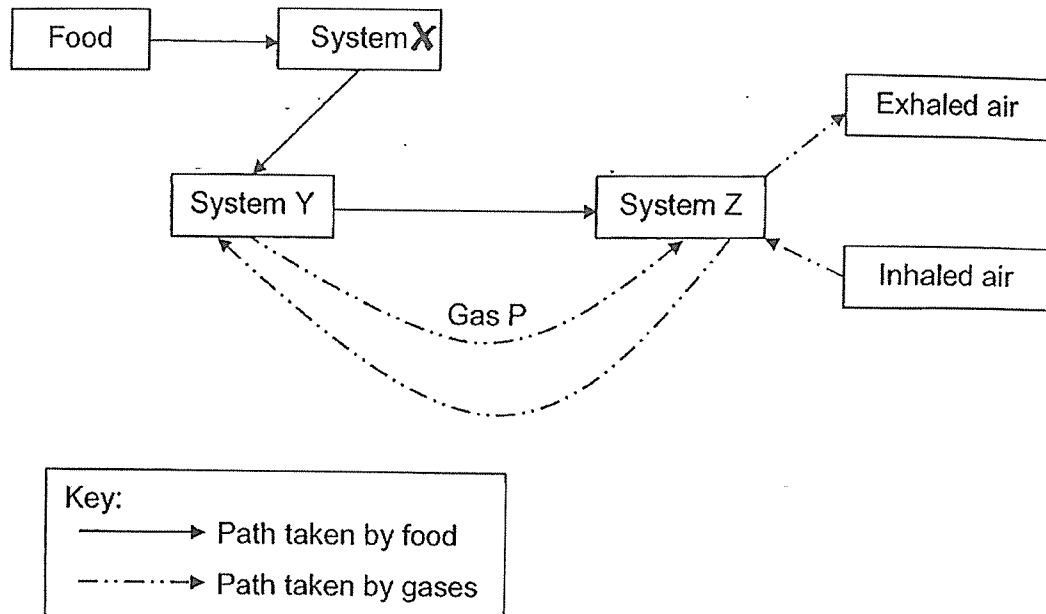 Food
System X
Exhaled air
System Y
System Z
Inhaled air
Gas P
Key:
Path taken by food
Path taken by gases